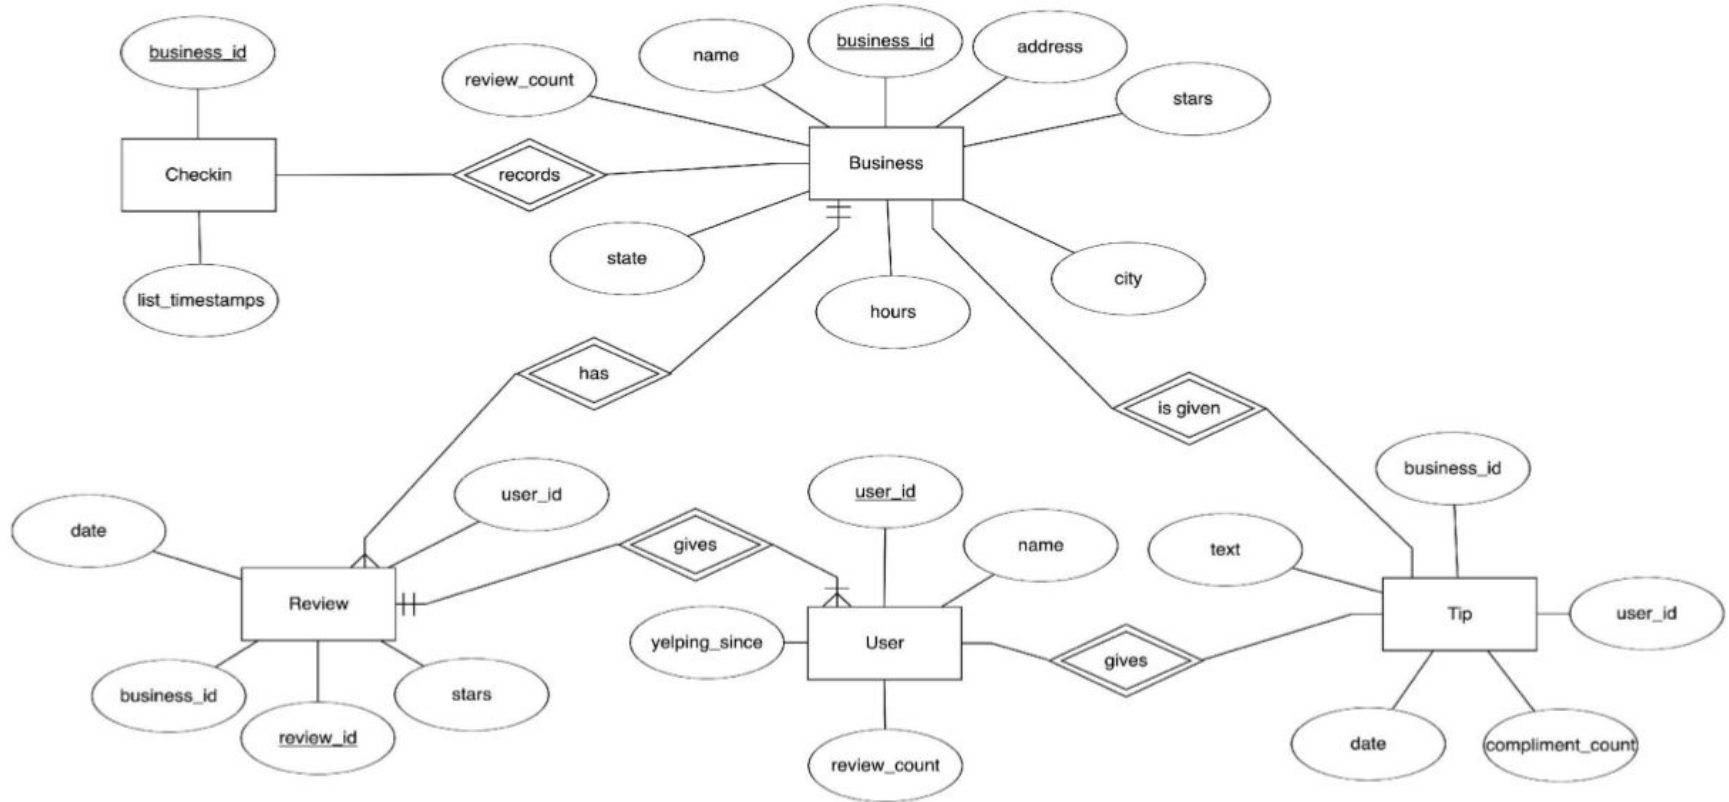 business_id
name
business_id
address
review_count
stars
Checkin
records
Business
state
city
list_timestamps
hours
has
is given
date
user_id
user_id
business_id
gives
name
text
Review
User
Tip
user_id
yelping_since
gives
business_id
stars
review_id
review_count
date
compliment_count